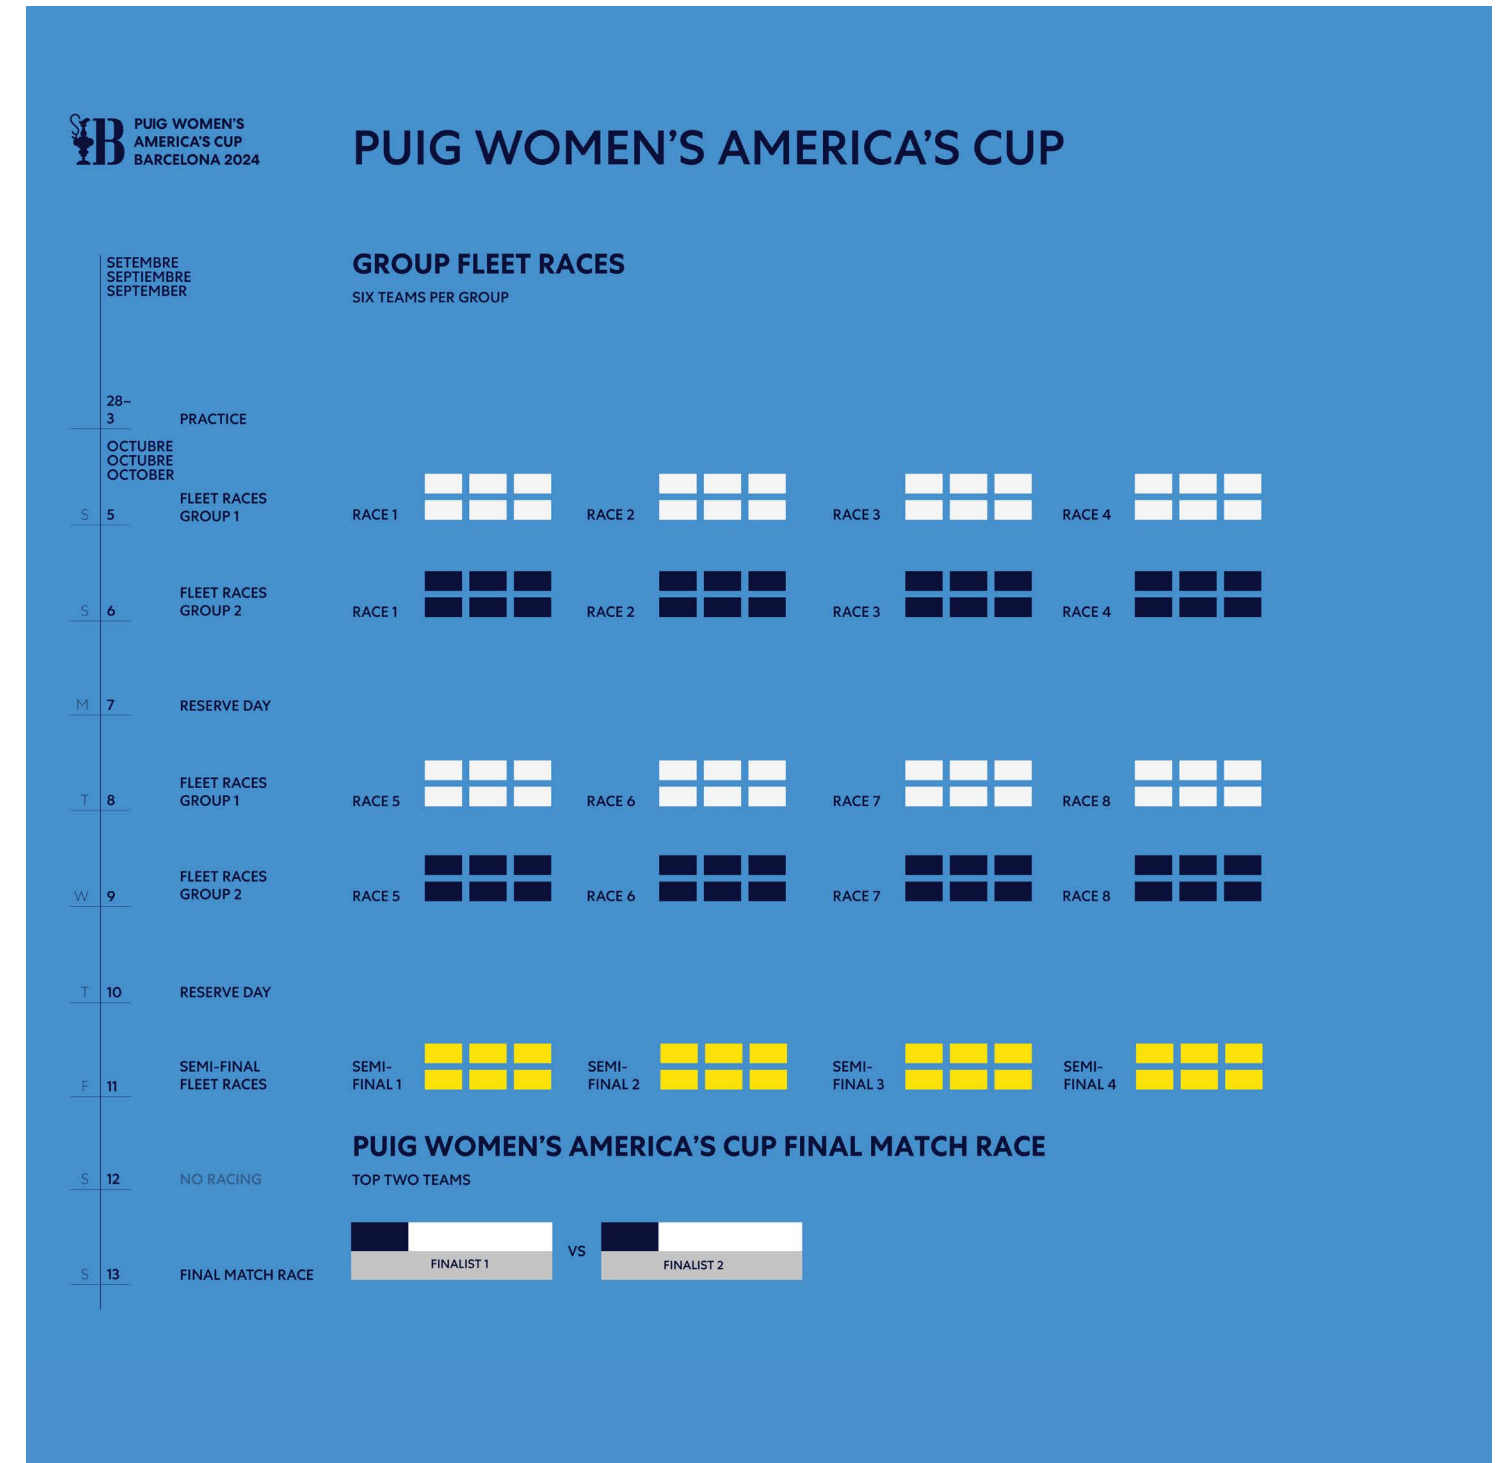 PUIG WOMEN'S
AMERICA'S CUP
BARCELONA 2024
PUIG WOMEN'S AMERICA'S CUP
SETEMBRE
SEPTIEMBRE
SEPTEMBER
GROUP FLEET RACES
SIX TEAMS PER GROUP
28–
3 PRACTICE
OCTUBRE
OCTUBRE
OCTOBER
FLEET RACES
GROUP 1
S 5 RACE 1 RACE 2 RACE 3 RACE 4
FLEET RACES
GROUP 2
S 6 RACE 1 RACE 2 RACE 3 RACE 4
M 7 RESERVE DAY
FLEET RACES
GROUP 1
T 8 RACE 5 RACE 6 RACE 7 RACE 8
FLEET RACES
GROUP 2
W 9 RACE 5 RACE 6 RACE 7 RACE 8
T 10 RESERVE DAY
SEMI-FINAL
FLEET RACES
F 11
SEMI-
FINAL 1
SEMI-
FINAL 2
SEMI-
FINAL 3
SEMI-
FINAL 4
PUIG WOMEN'S AMERICA'S CUP FINAL MATCH RACE
S 12 NO RACING
TOP TWO TEAMS
S 13 FINAL MATCH RACE
FINALIST 1
VS
FINALIST 2